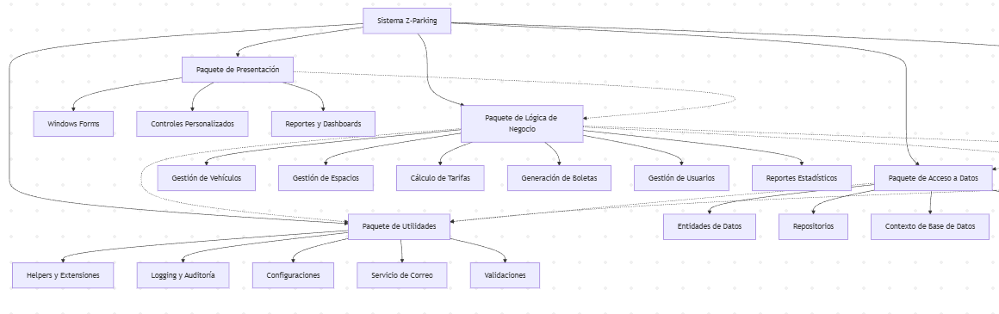 Sistema Z-Parking
Paquete de Presentación
Windows Forms
Controles Personalizados
Reportes y Dashboards
Paquete de Lógica de
Negocio
Gestión de Vehículos
Gestión de Espacios
Cálculo de Tarifas
Generación de Boletas
Gestión de Usuarios
Reportes Estadísticos
Paquete de Acceso a Datos
Paquete de Utilidades
Entidades de Datos
Repositorios
Contexto de Base de Datos
Helpers y Extensiones
Logging y Auditoría
Configuraciones
Servicio de Correo
Validaciones